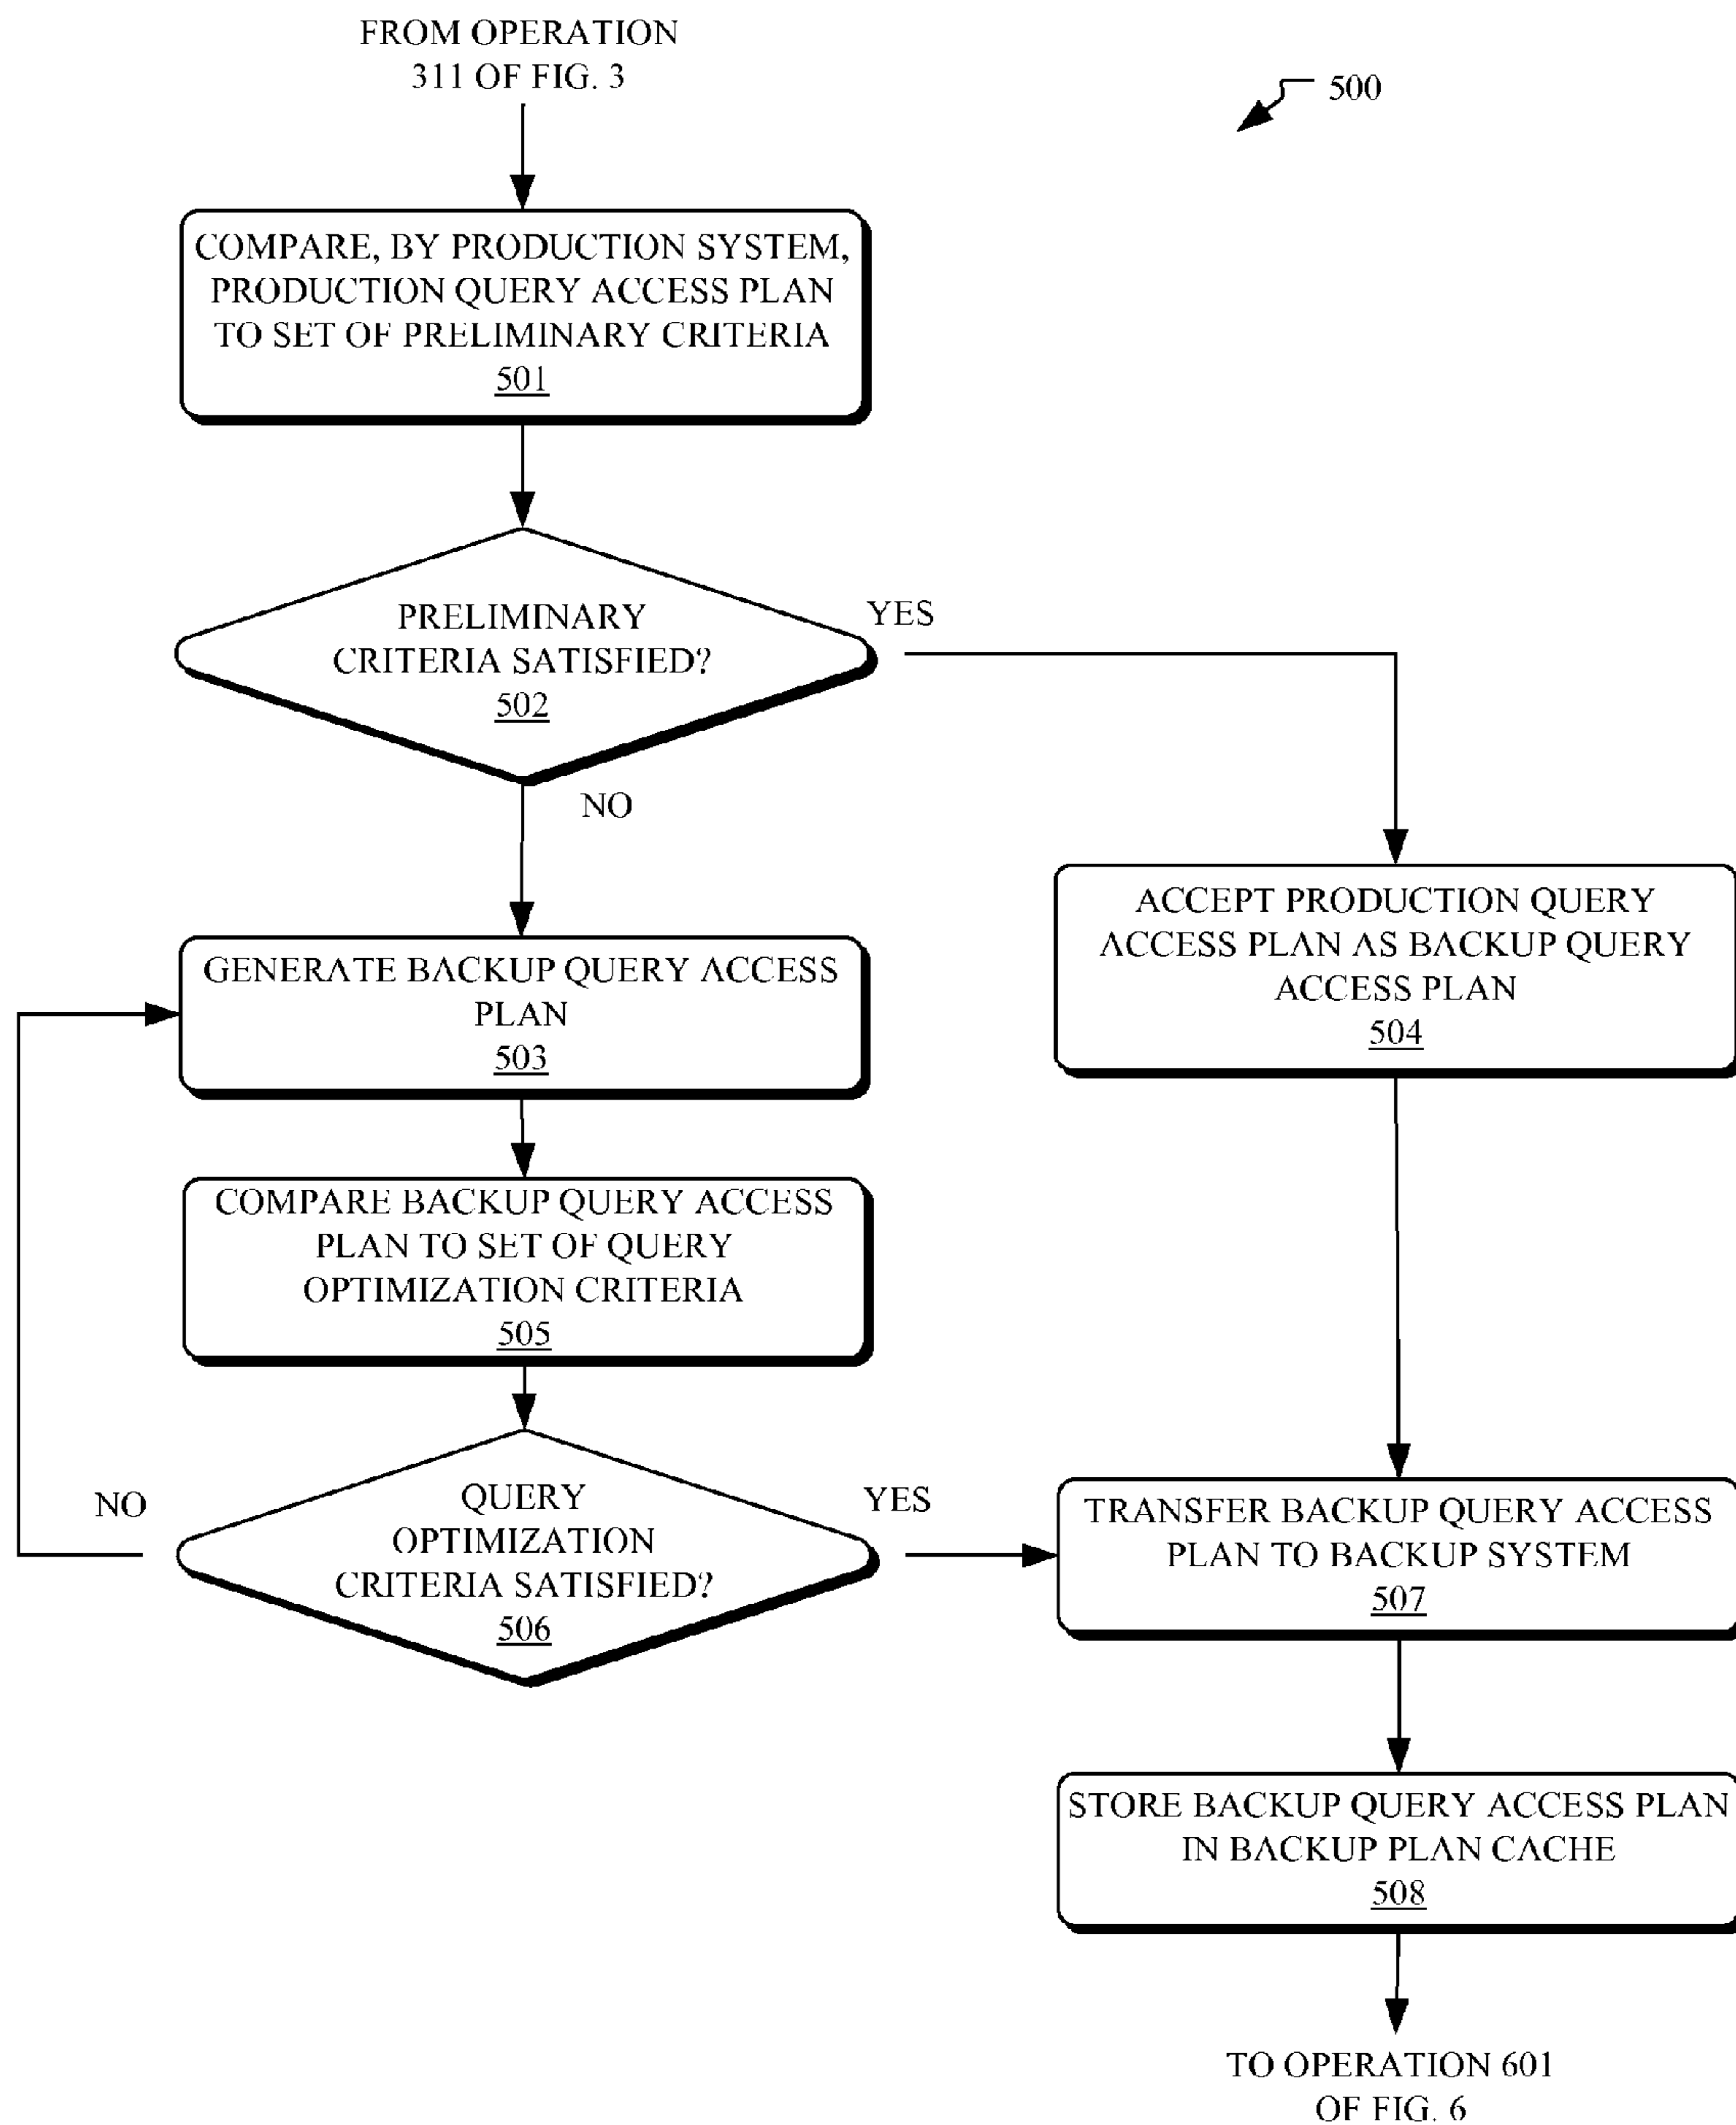 FROM OPERATION
311 OF FIG. 3
500
COMPARE, BY PRODUCTION SYSTEM,
PRODUCTION QUERY ACCESS PLAN
TO SET OF PRELIMINARY CRITERIA
501
PRELIMINARY
CRITERIA SATISFIED?
502
YES
NO
GENERATE BACKUP QUERY ACCESS
PLAN
503
ACCEPT PRODUCTION QUERY
ACCESS PLAN AS BACKUP QUERY
ACCESS PLAN
504
COMPARE BACKUP QUERY ACCESS
PLAN TO SET OF QUERY
OPTIMIZATION CRITERIA
505
NO
QUERY
OPTIMIZATION
CRITERIA SATISFIED?
506
YES
TRANSFER BACKUP QUERY ACCESS
PLAN TO BACKUP SYSTEM
507
STORE BACKUP QUERY ACCESS PLAN
IN BACKUP PLAN CACHE
508
TO OPERATION 601
OF FIG. 6